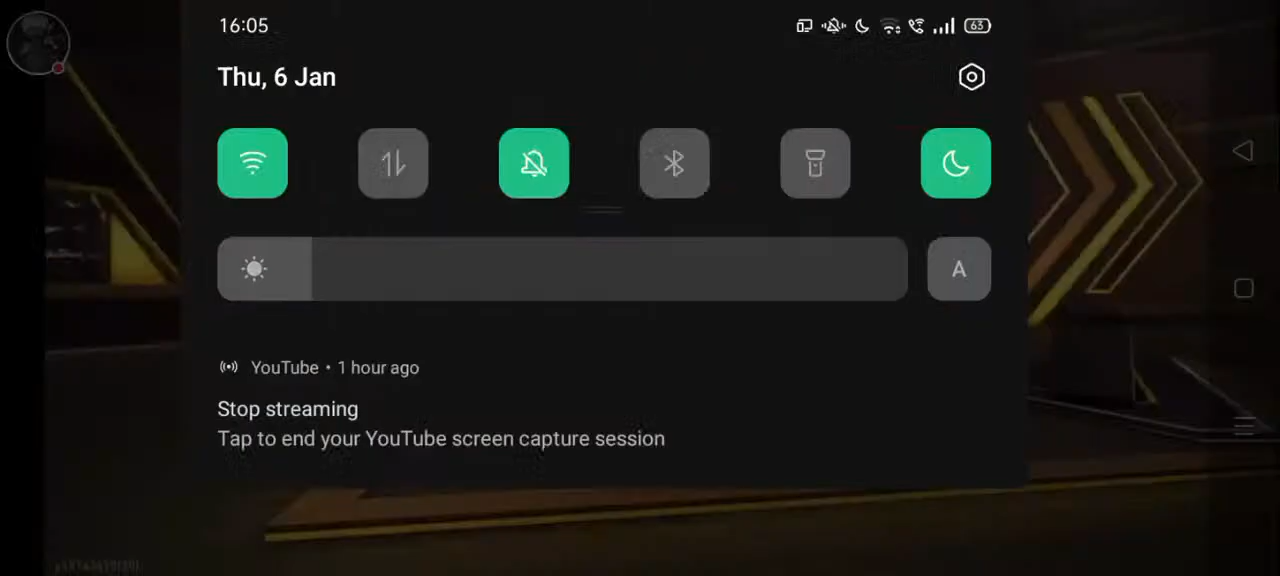 16:05
63
Thu, 6 Jan
A
YouTube • 1 hour ago
Stop streaming
Tap to end your YouTube screen capture session